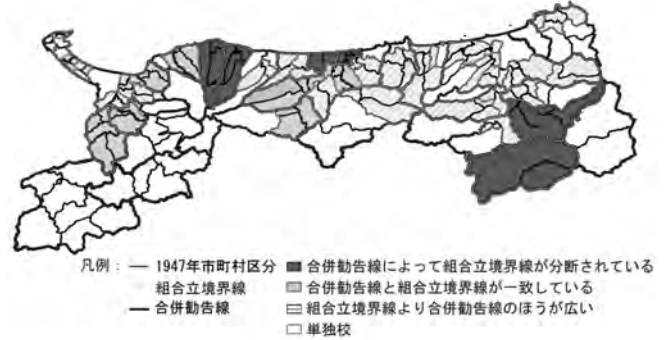 凡例：― 1947年市町村区分 ■ 合併勧告線によって組合立境界線が分断されている
組合立境界線 合併勧告線と組合立境界線が一致している
― 合併勧告線 組合立境界線より合併勧告線のほうが広い
□ 単独校